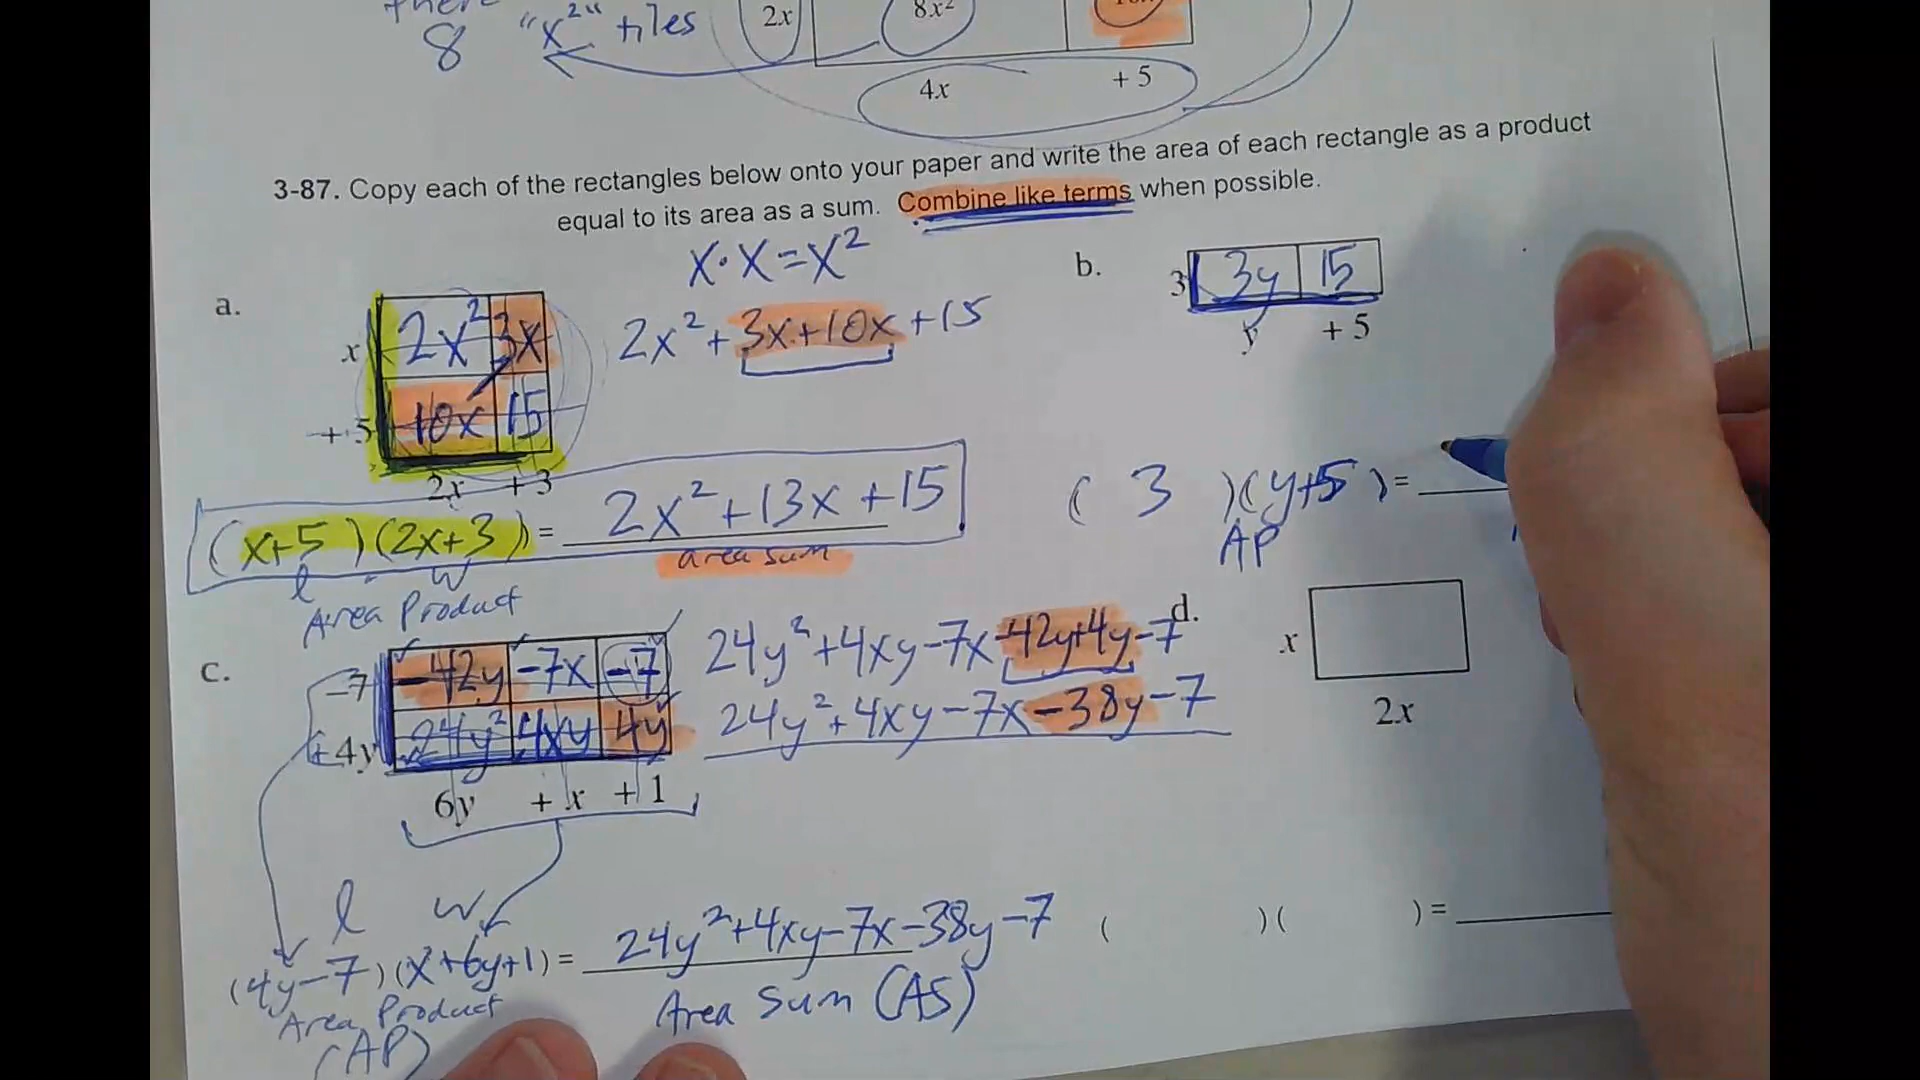 8 "x²" tiles
2x 8x²
4x + 5
3-87. Copy each of the rectangles below onto your paper and write the area of each rectangle as a product
equal to its area as a sum. Combine like terms when possible.
x·x=x²
a.
2x² 3x
x
10x 15
+ 5
2x + 3
2x²+3x+10x+15
(x+5)(2x+3) = 2x²+13x+15
area sum
l w
Area Product
b.
3 3y 15
y + 5
( 3 )(y+5) =
AP
c.
-7 -42y -7x -7
+4y 24y² 4xy 4y
6y + x + 1
24y²+4xy-7x-42y+4y-7
24y²+4xy-7x-38y-7
l w
(4y-7)(x+6y+1) = 24y²+4xy-7x-38y-7
Area Product
(AP)
Area Sum (AS)
d.
x
2x
( )( ) =